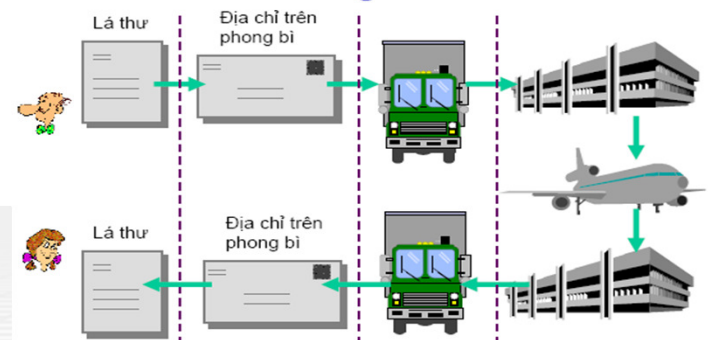 Lá thư
Địa chỉ trên
phong bì
Lá thư
Địa chỉ trên
phong bì